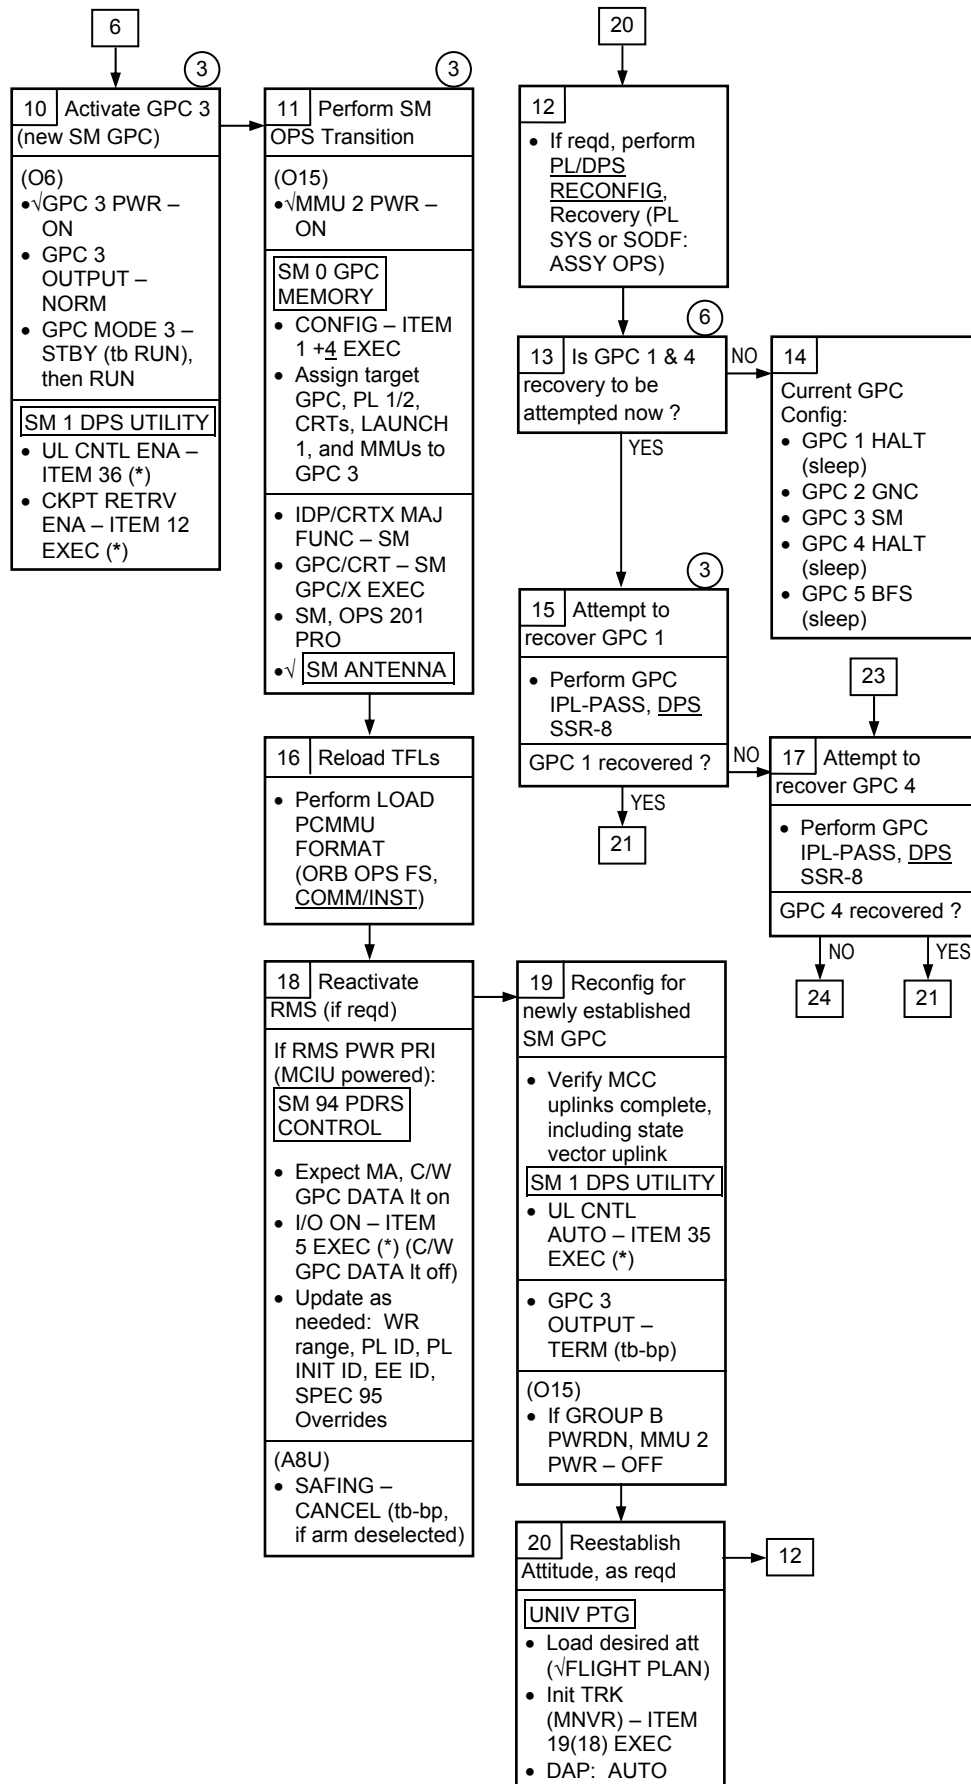 6
3
10 Activate GPC 3
(new SM GPC)
(O6)
•√GPC 3 PWR –
ON
• GPC 3
OUTPUT –
NORM
• GPC MODE 3 –
STBY (tb RUN),
then RUN
SM 1 DPS UTILITY
• UL CNTL ENA –
ITEM 36 (*)
• CKPT RETRV
ENA – ITEM 12
EXEC (*)
3
11 Perform SM
OPS Transition
(O15)
•√MMU 2 PWR –
ON
SM 0 GPC
MEMORY
• CONFIG – ITEM
1 +4 EXEC
• Assign target
GPC, PL 1/2,
CRTs, LAUNCH
1, and MMUs to
GPC 3
• IDP/CRTX MAJ
FUNC – SM
• GPC/CRT – SM
GPC/X EXEC
• SM, OPS 201
PRO
•√ SM ANTENNA
16 Reload TFLs
• Perform LOAD
PCMMU
FORMAT
(ORB OPS FS,
COMM/INST)
18 Reactivate
RMS (if reqd)
If RMS PWR PRI
(MCIU powered):
SM 94 PDRS
CONTROL
• Expect MA, C/W
GPC DATA lt on
• I/O ON – ITEM
5 EXEC (*) (C/W
GPC DATA lt off)
• Update as
needed: WR
range, PL ID, PL
INIT ID, EE ID,
SPEC 95
Overrides
(A8U)
• SAFING –
CANCEL (tb-bp,
if arm deselected)
19 Reconfig for
newly established
SM GPC
• Verify MCC
uplinks complete,
including state
vector uplink
SM 1 DPS UTILITY
• UL CNTL
AUTO – ITEM 35
EXEC (*)
• GPC 3
OUTPUT –
TERM (tb-bp)
(O15)
• If GROUP B
PWRDN, MMU 2
PWR – OFF
20 Reestablish
Attitude, as reqd
UNIV PTG
• Load desired att
(√FLIGHT PLAN)
• Init TRK
(MNVR) – ITEM
19(18) EXEC
• DAP: AUTO
12
20
12
• If reqd, perform
PL/DPS
RECONFIG,
Recovery (PL
SYS or SODF:
ASSY OPS)
6
13 Is GPC 1 & 4
recovery to be
attempted now ?
NO
YES
14
Current GPC
Config:
• GPC 1 HALT
(sleep)
• GPC 2 GNC
• GPC 3 SM
• GPC 4 HALT
(sleep)
• GPC 5 BFS
(sleep)
3
15 Attempt to
recover GPC 1
• Perform GPC
IPL-PASS, DPS
SSR-8
GPC 1 recovered ?
NO
YES
21
23
17 Attempt to
recover GPC 4
• Perform GPC
IPL-PASS, DPS
SSR-8
GPC 4 recovered ?
NO
YES
24
21